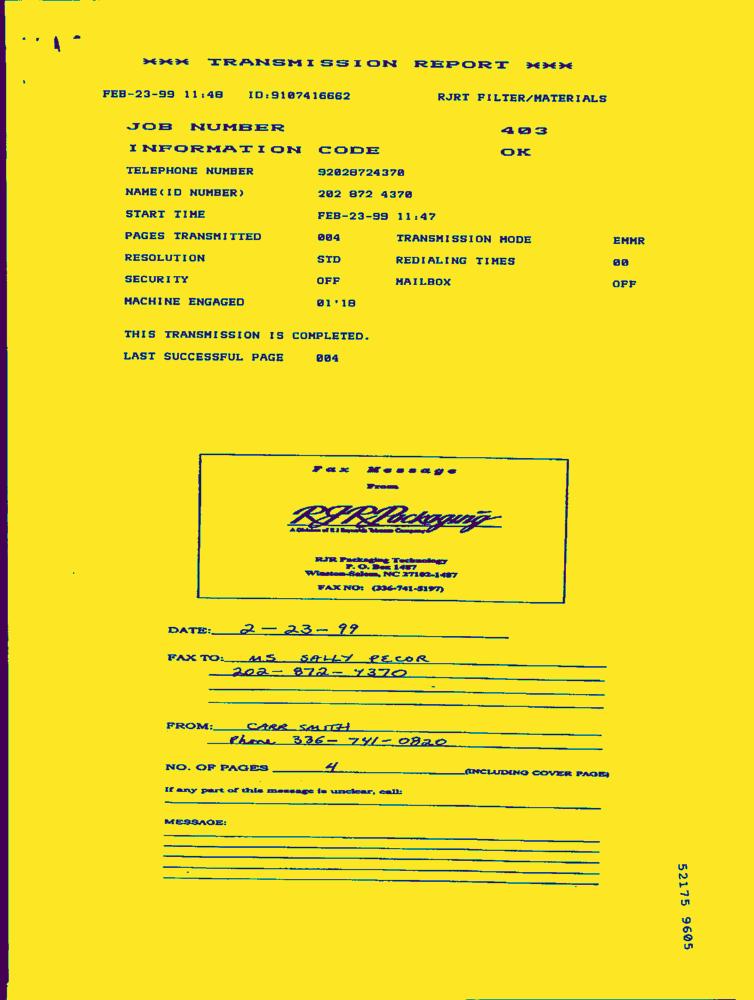 *** TRANSMISSION REPORT ***
FEB-23-99 11:48 ID:9107416662 RJRT FILTER/MATERIALS
JOB NUMBER 403
INFORMATION CODE OK
TELEPHONE NUMBER 92028724370
NAME(ID NUMBER) 202 872 4370
START TIME FEB-23-99 11:47
PAGES TRANSMITTED 004 TRANSMISSION MODE EMMR
RESOLUTION STD REDIALING TIMES 00
SECURITY OFF MAILBOX OFF
MACHINE ENGAGED 01'18
THIS TRANSMISSION IS COMPLETED.
LAST SUCCESSFUL PAGE 004
Fax Message
From
RJR Packaging
A Division of RJ Reynolds Tobacco Company
RJR Packaging Technology
P. O. Box 1487
Winston-Salem, NC 27102-1487
FAX NO: (336-741-5197)
DATE: 2-23-99
FAX TO: MS SALLY PECOR
202-872-4370
FROM: CARR SMITH
Phone 336-741-0820
NO. OF PAGES 4 (INCLUDING COVER PAGE)
If any part of this message is unclear, call:
MESSAGE:
52175 9605